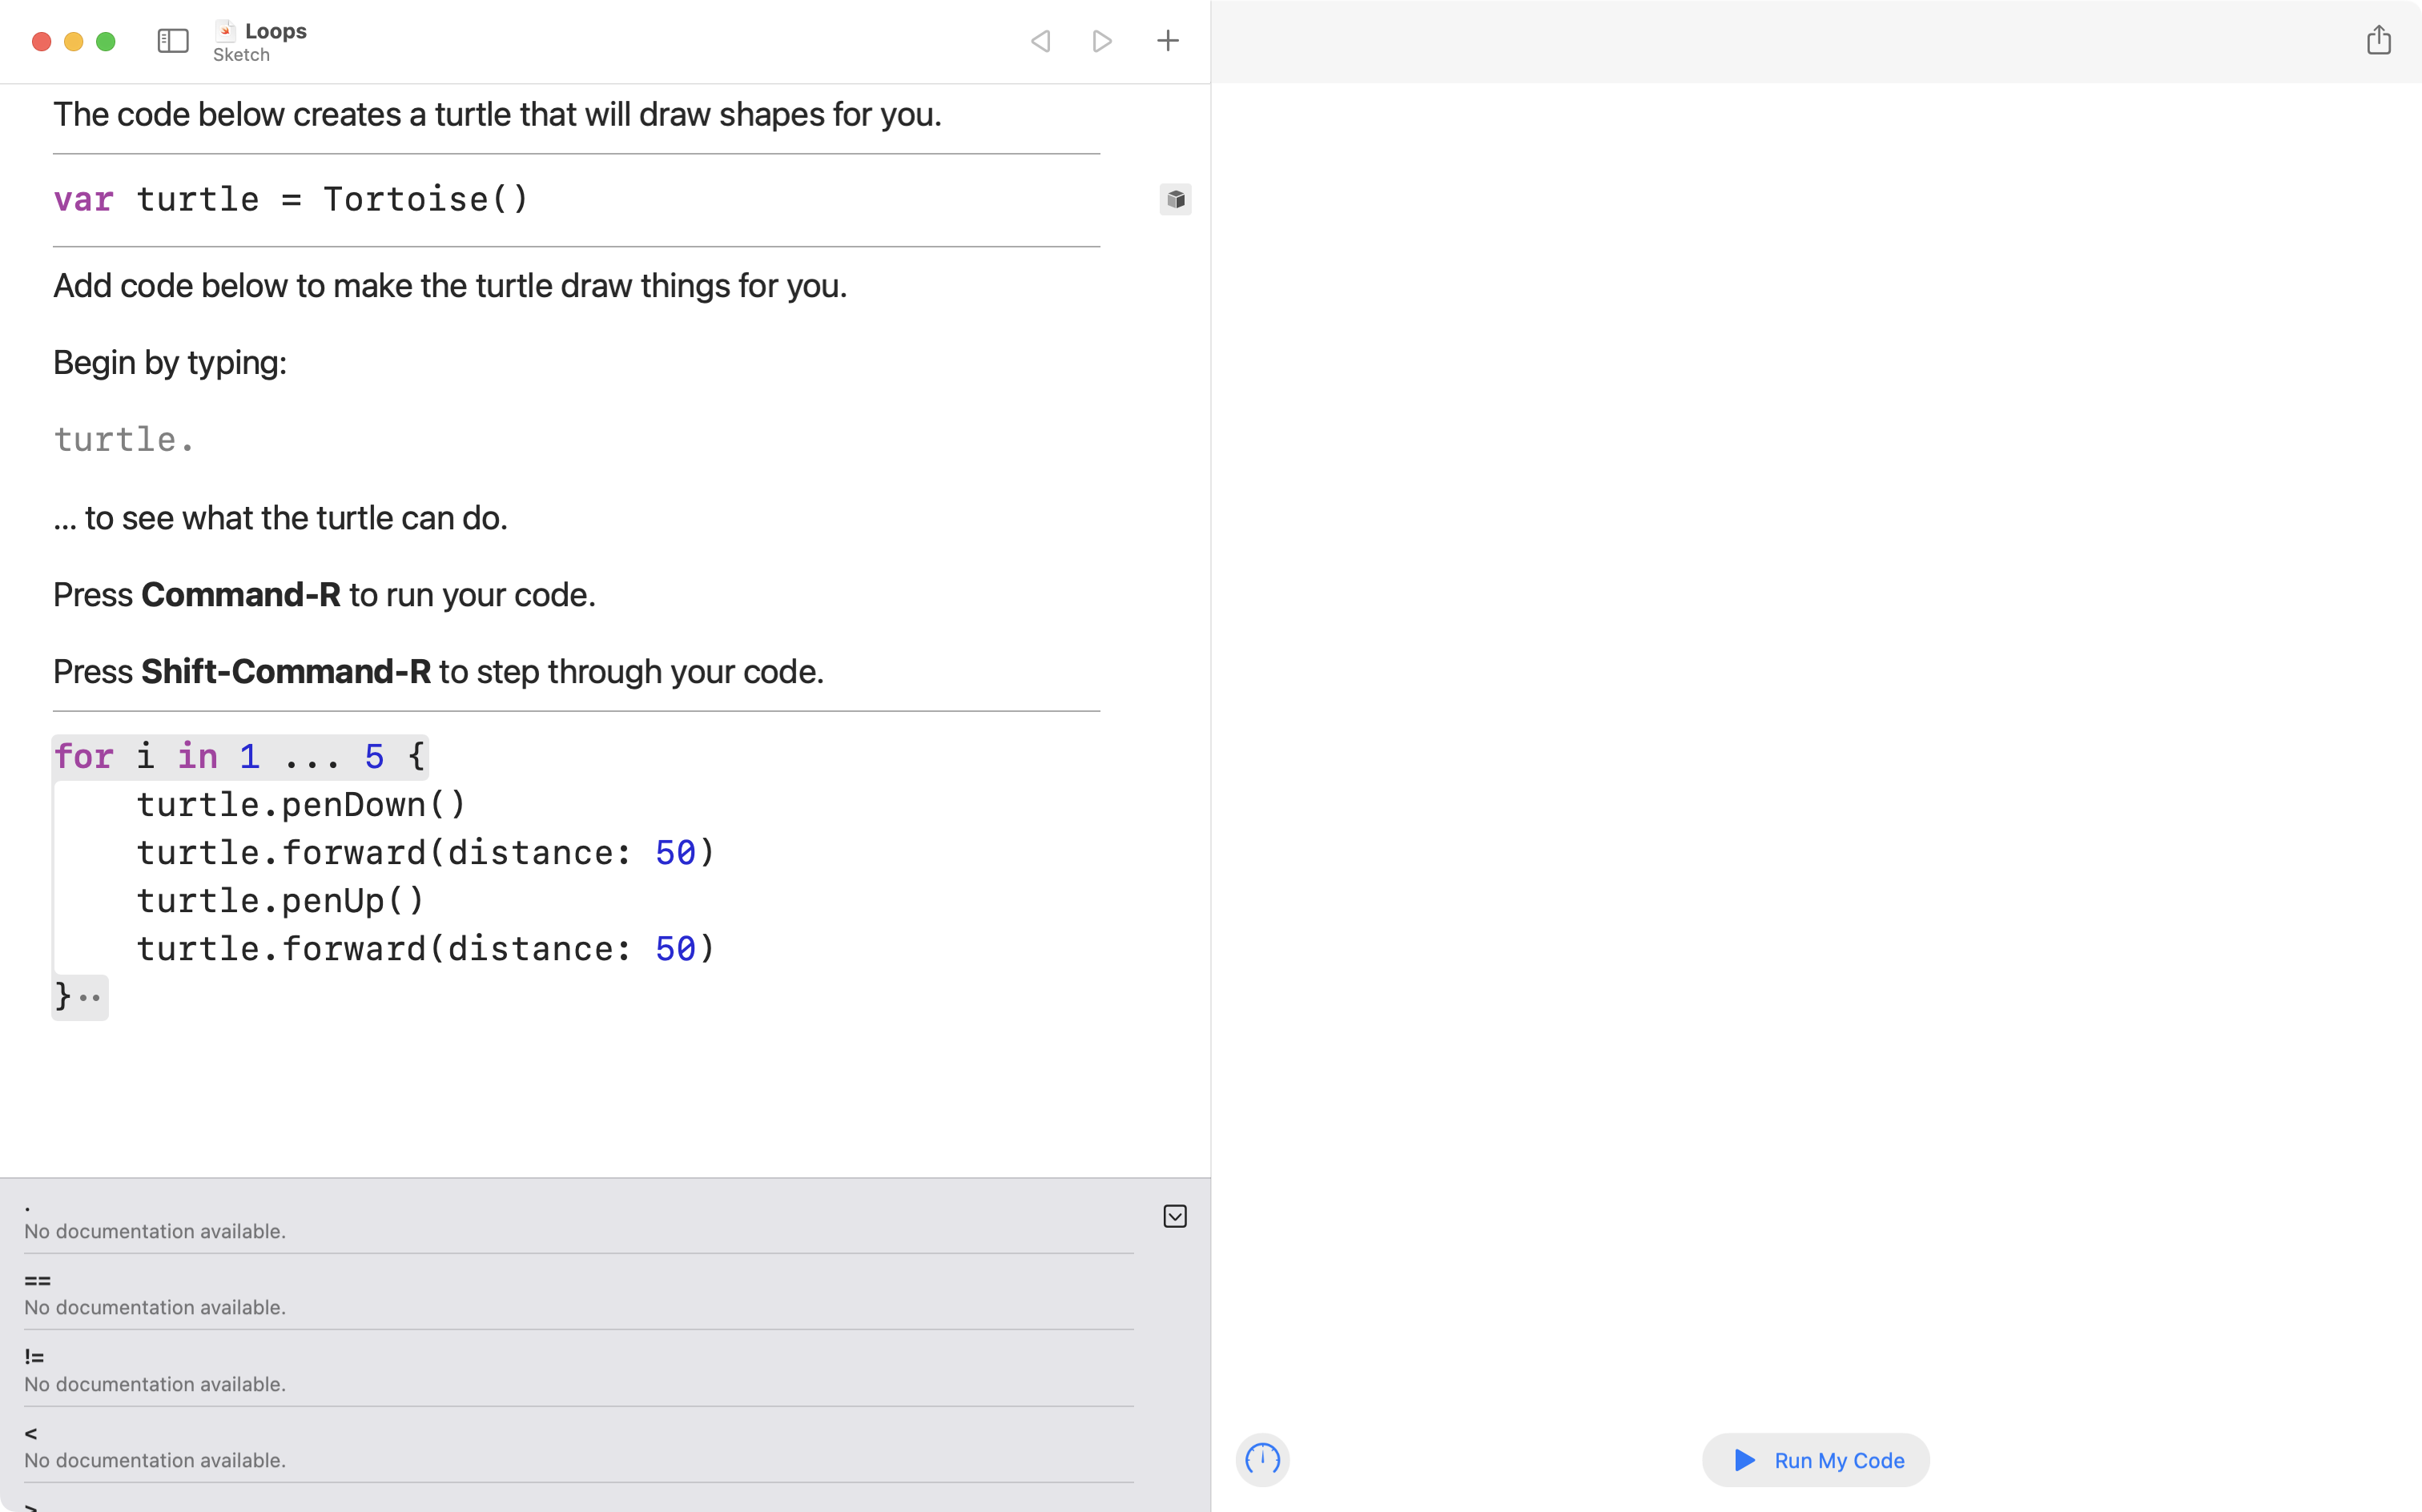 Loops
Sketch
The code below creates a turtle that will draw shapes for you.
var turtle = Tortoise()
Add code below to make the turtle draw things for you.
Begin by typing:
turtle.
... to see what the turtle can do.
Press Command-R to run your code.
Press Shift-Command-R to step through your code.
for i in 1 ... 5 {
turtle.penDown()
turtle.forward(distance: 50)
turtle.penUp()
turtle.forward(distance: 50)
}
.
No documentation available.
==
No documentation available.
!=
No documentation available.
<
No documentation available.
>
Run My Code